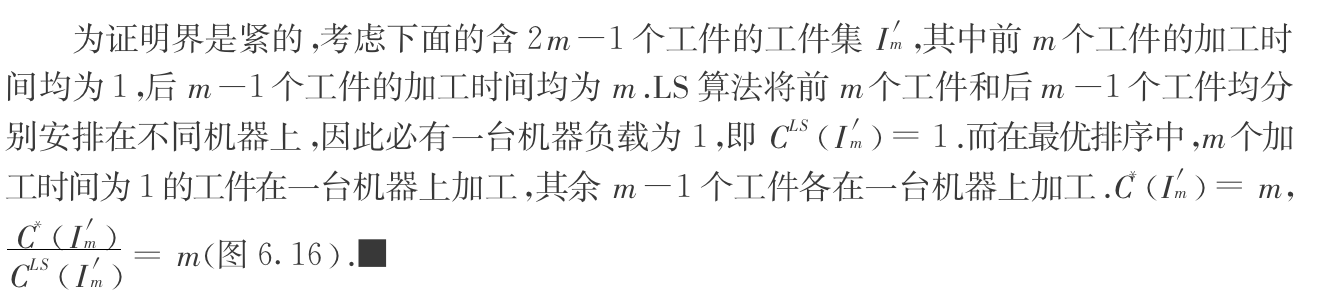 为证明界是紧的,考虑下面的含 2m-1 个工件的工件集 I′ₘ,其中前 m 个工件的加工时
间均为 1,后 m-1 个工件的加工时间均为 m.LS 算法将前 m 个工件和后 m-1 个工件均分
别安排在不同机器上,因此必有一台机器负载为 1,即 C^{LS}(I′ₘ)= 1.而在最优排序中,m 个加
工时间为 1 的工件在一台机器上加工,其余 m-1 个工件各在一台机器上加工.C*(I′ₘ)= m,
C*(I′ₘ)/C^{LS}(I′ₘ) = m(图 6.16).■